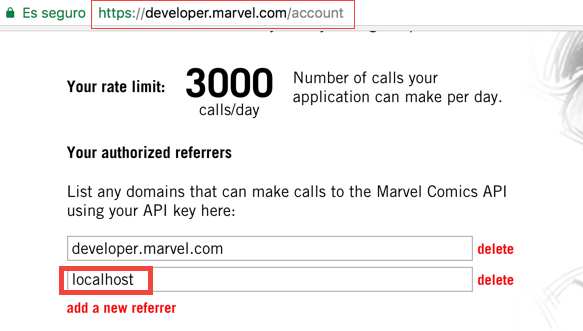 Es seguro https://developer.marvel.com/account
Your rate limit: 3000 Number of calls your
calls/day application can make per day.
Your authorized referrers
List any domains that can make calls to the Marvel Comics API
using your API key here:
developer.marvel.com delete
localhost delete
add a new referrer